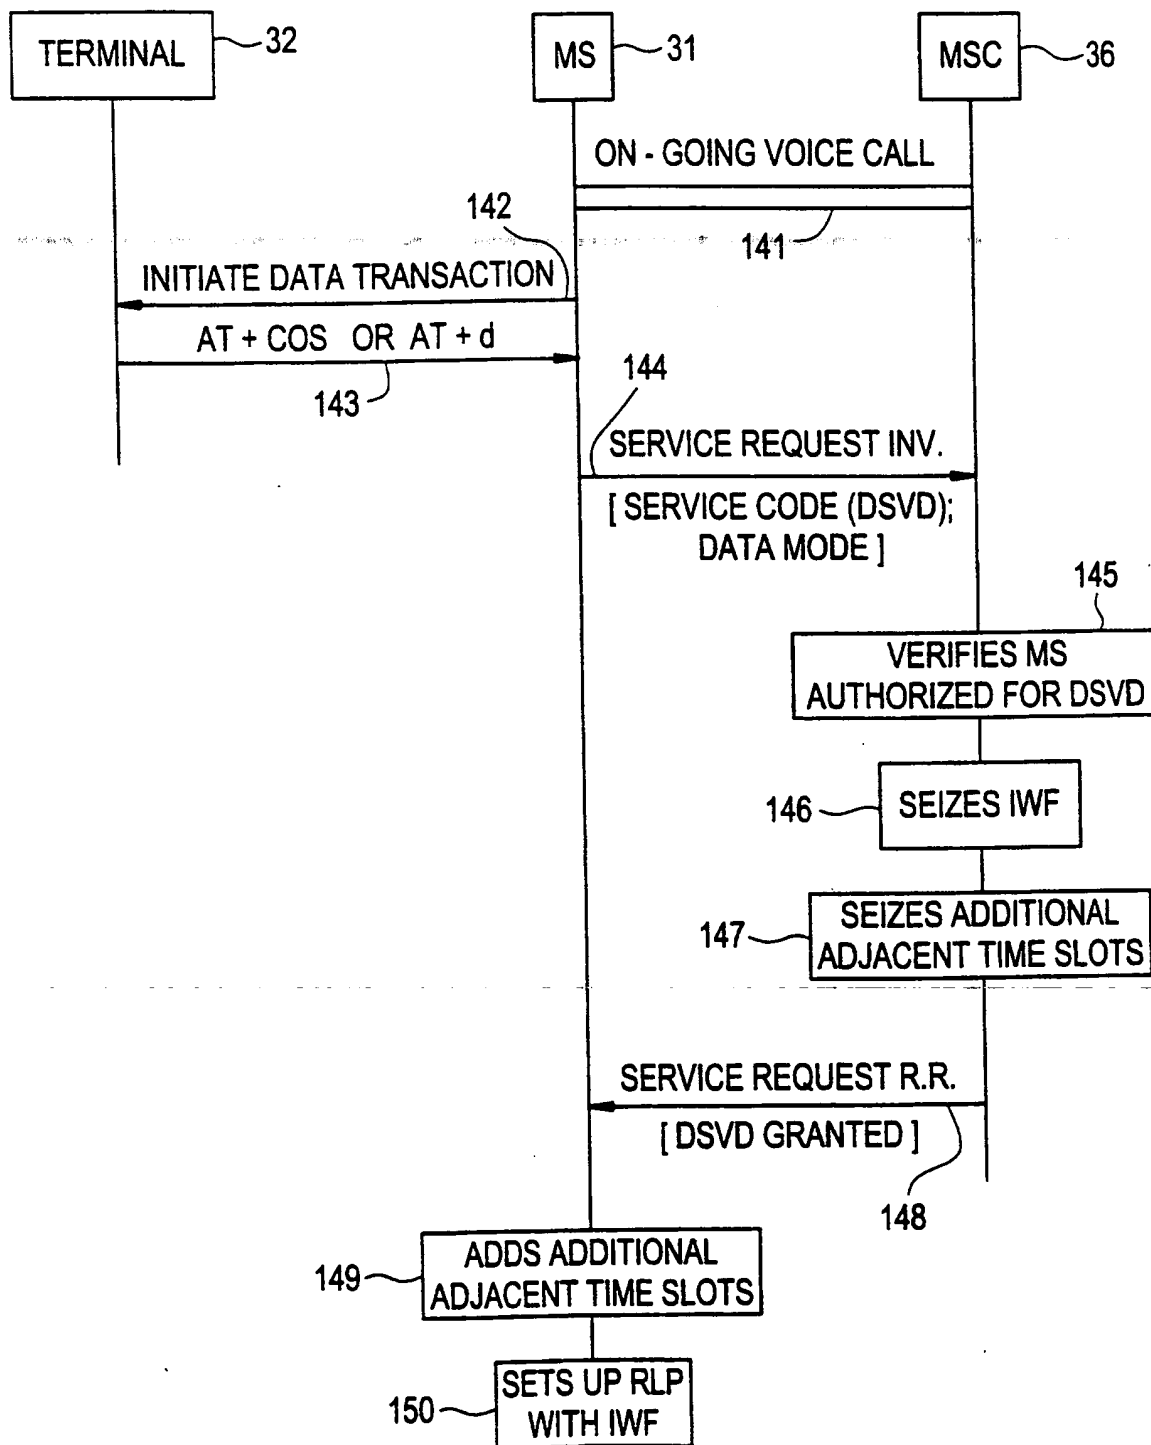 TERMINAL
32
MS
31
MSC
36
ON - GOING VOICE CALL
141
142
INITIATE DATA TRANSACTION
AT + COS OR AT + d
143
144
SERVICE REQUEST INV.
[ SERVICE CODE (DSVD);
DATA MODE ]
145
VERIFIES MS
AUTHORIZED FOR DSVD
146
SEIZES IWF
147
SEIZES ADDITIONAL
ADJACENT TIME SLOTS
SERVICE REQUEST R.R.
[ DSVD GRANTED ]
148
149
ADDS ADDITIONAL
ADJACENT TIME SLOTS
150
SETS UP RLP
WITH IWF